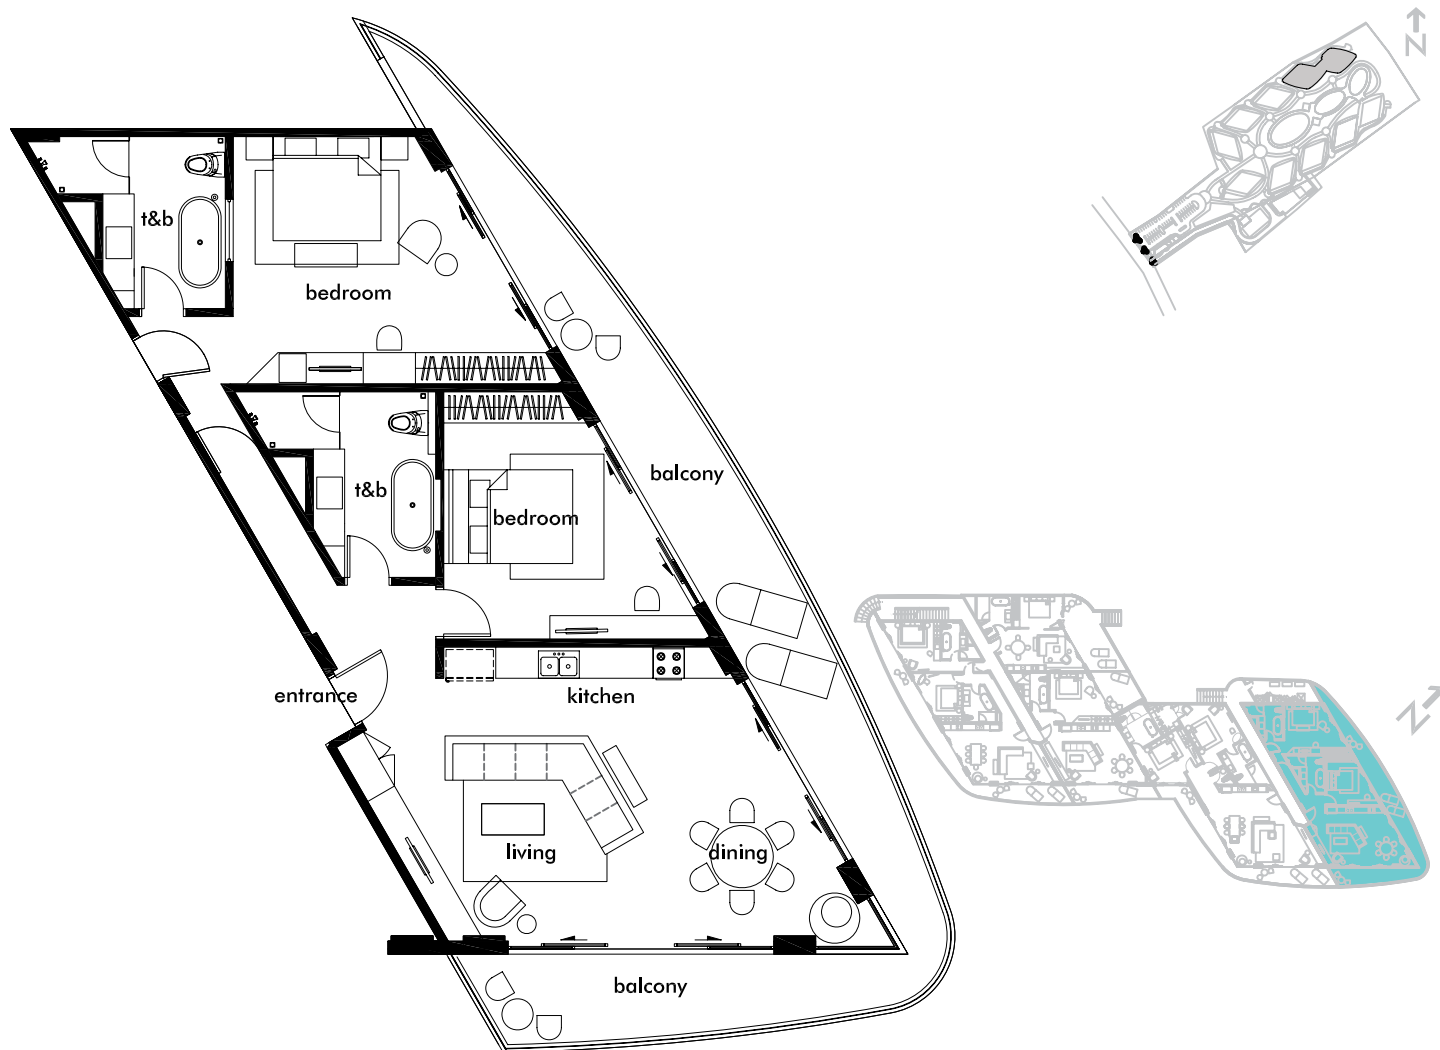 N
t&b
bedroom
balcony
t&b
bedroom
entrance
kitchen
N
living
dining
balcony